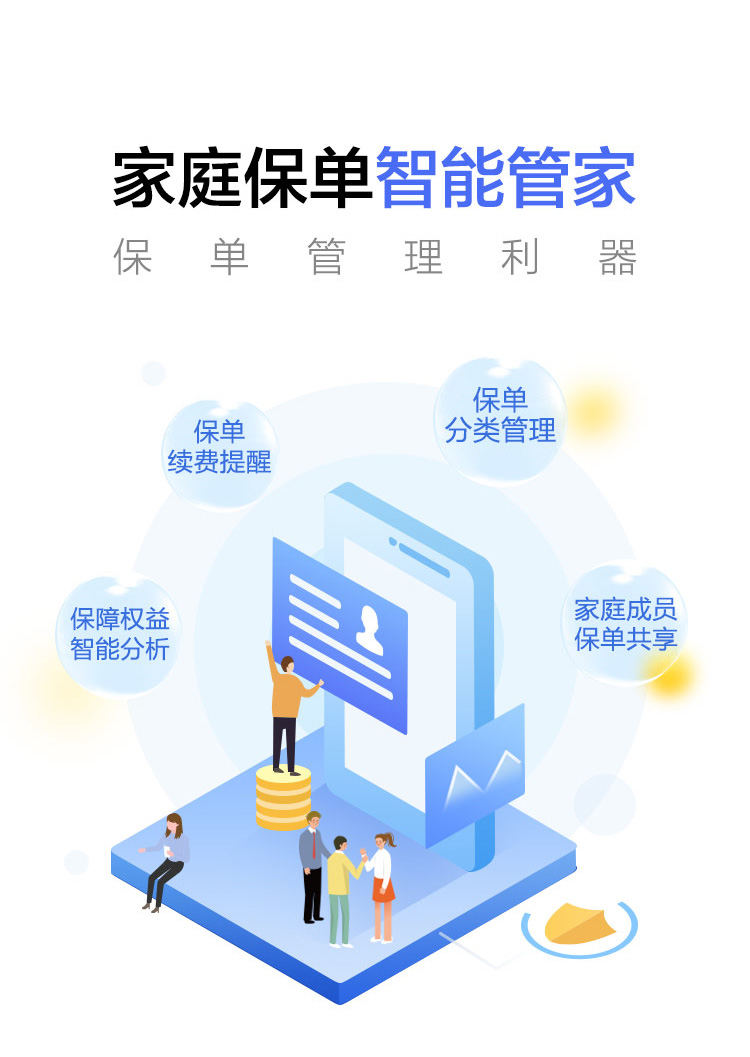 家庭保单智能管家
保单管理利器
保单
分类管理
保单
续费提醒
保障权益
智能分析
家庭成员
保单共享